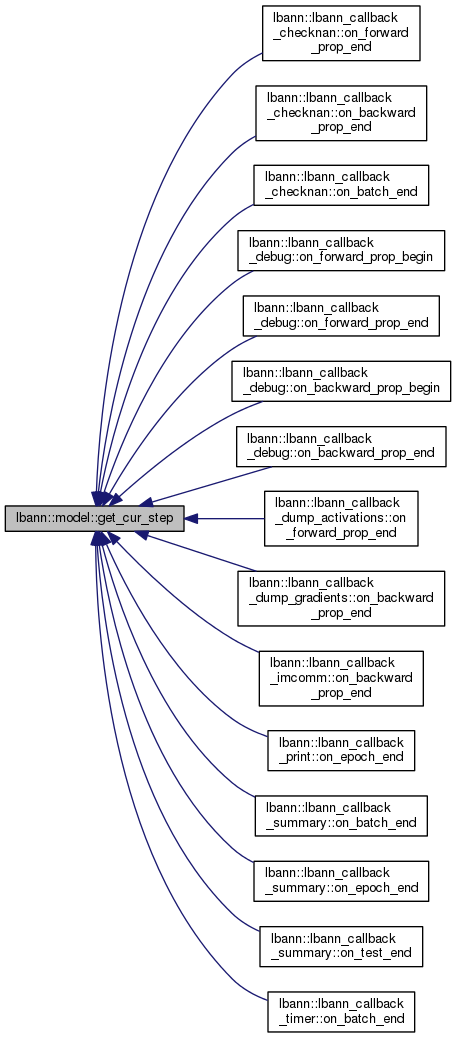 lbann::lbann_callback
_checknan::on_forward
_prop_end
lbann::lbann_callback
_checknan::on_backward
_prop_end
lbann::lbann_callback
_checknan::on_batch_end
lbann::lbann_callback
_debug::on_forward_prop_begin
lbann::lbann_callback
_debug::on_forward_prop_end
lbann::lbann_callback
_debug::on_backward_prop_begin
lbann::lbann_callback
_debug::on_backward_prop_end
lbann::model::get_cur_step
lbann::lbann_callback
_dump_activations::on
_forward_prop_end
lbann::lbann_callback
_dump_gradients::on_backward
_prop_end
lbann::lbann_callback
_imcomm::on_backward
_prop_end
lbann::lbann_callback
_print::on_epoch_end
lbann::lbann_callback
_summary::on_batch_end
lbann::lbann_callback
_summary::on_epoch_end
lbann::lbann_callback
_summary::on_test_end
lbann::lbann_callback
_timer::on_batch_end